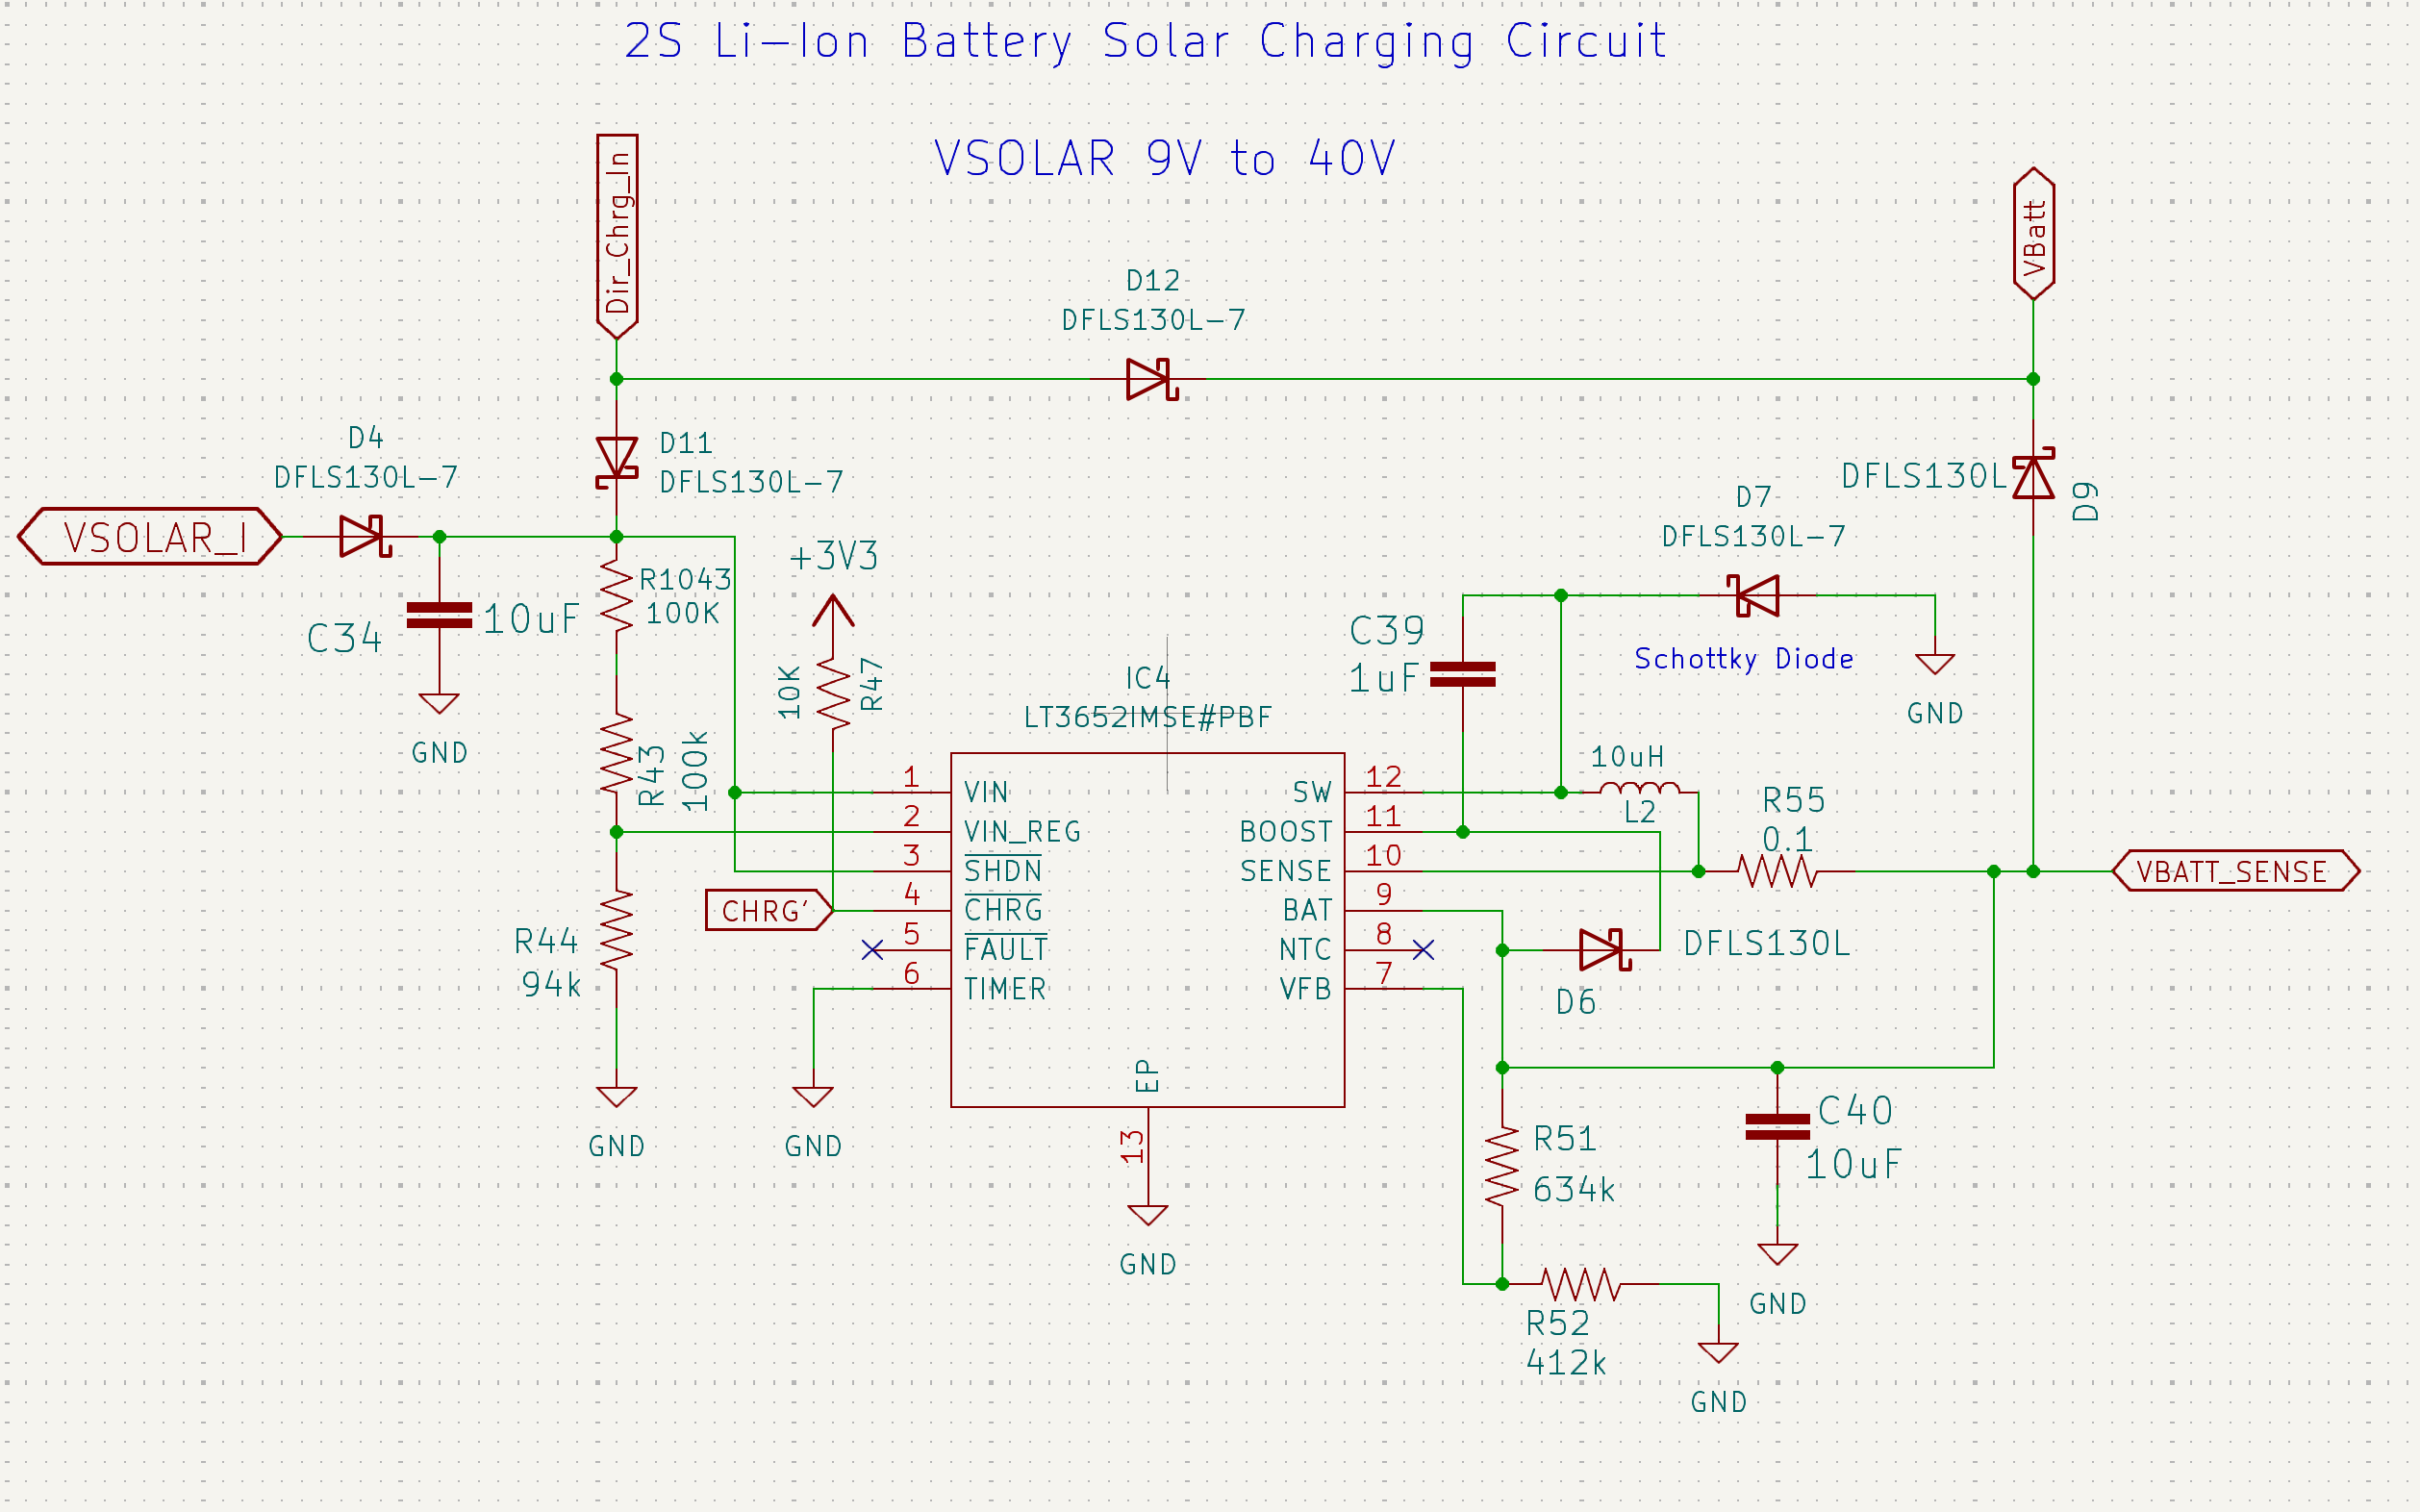 2S Li-Ion Battery Solar Charging Circuit
VSOLAR 9V to 40V
Dir_Chrg_In
VBatt
D12
DFLS130L-7
D4
DFLS130L-7
D11
DFLS130L-7
DFLS130L
D9
D7
DFLS130L-7
VSOLAR_I
+3V3
R1043
100K
C34
10uF
GND
10K
R47
C39
1uF
Schottky Diode
GND
IC4
LT3652IMSE#PBF
R43
100k
10uH
L2
R55
0.1
1
VIN
SW
12
2
VIN_REG
BOOST
11
3
SHDN
SENSE
10
VBATT_SENSE
CHRG'
4
CHRG
BAT
9
5
FAULT
NTC
8
6
TIMER
VFB
7
DFLS130L
D6
R44
94k
EP
13
GND
GND
GND
R51
634k
C40
10uF
GND
R52
412k
GND